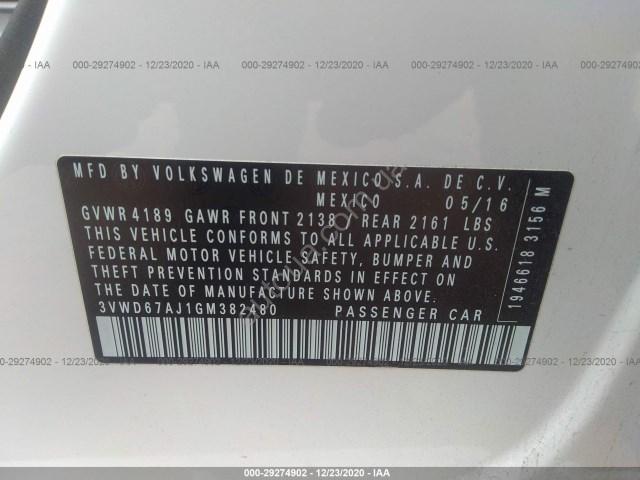 000-29274902 - 12/23/2020 - IAA
MFD BY VOLKSWAGEN DE MEXICO S.A. DE C.V.
MEXICO 05/16
GVWR 4189 GAWR FRONT 2138 REAR 2161 LBS
THIS VEHICLE CONFORMS TO ALL APPLICABLE U.S.
FEDERAL MOTOR VEHICLE SAFETY, BUMPER AND
THEFT PREVENTION STANDARDS IN EFFECT ON
THE DATE OF MANUFACTURE SHOWN ABOVE.
3VWD67AJ1GM382480 PASSENGER CAR
1946618 3156 M
000-29274902 - 12/23/2020 - IAA